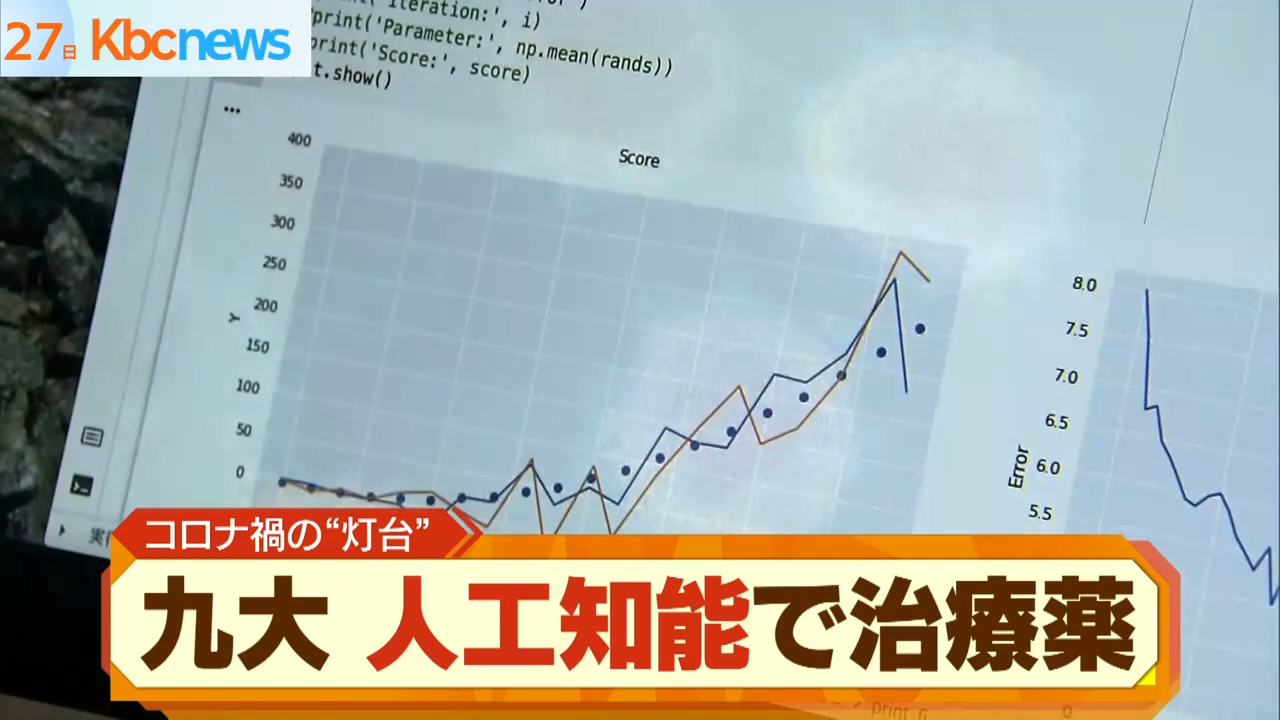 27日 Kbcnews
print('Iteration:', i)
print('Parameter:', np.mean(rands))
print('Score:', score)
t.show()
...
Score
400
350
300
250
200
150
100
50
0
Y
8.0
7.5
7.0
6.5
6.0
5.5
Error
コロナ禍の“灯台”
九大 人工知能で治療薬